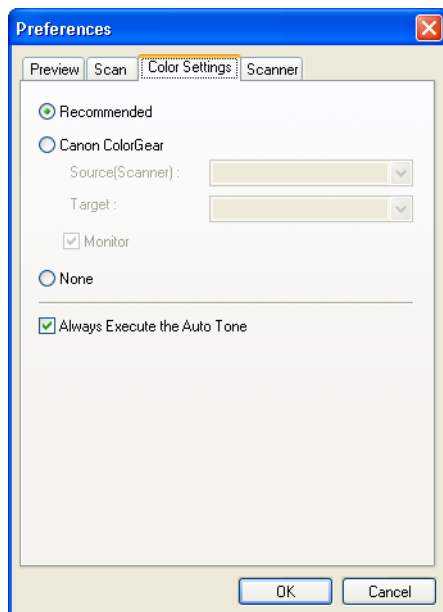 Preferences
Preview Scan Color Settings Scanner
Recommended
Canon ColorGear
Source(Scanner) :
Target :
Monitor
None
Always Execute the Auto Tone
OK Cancel